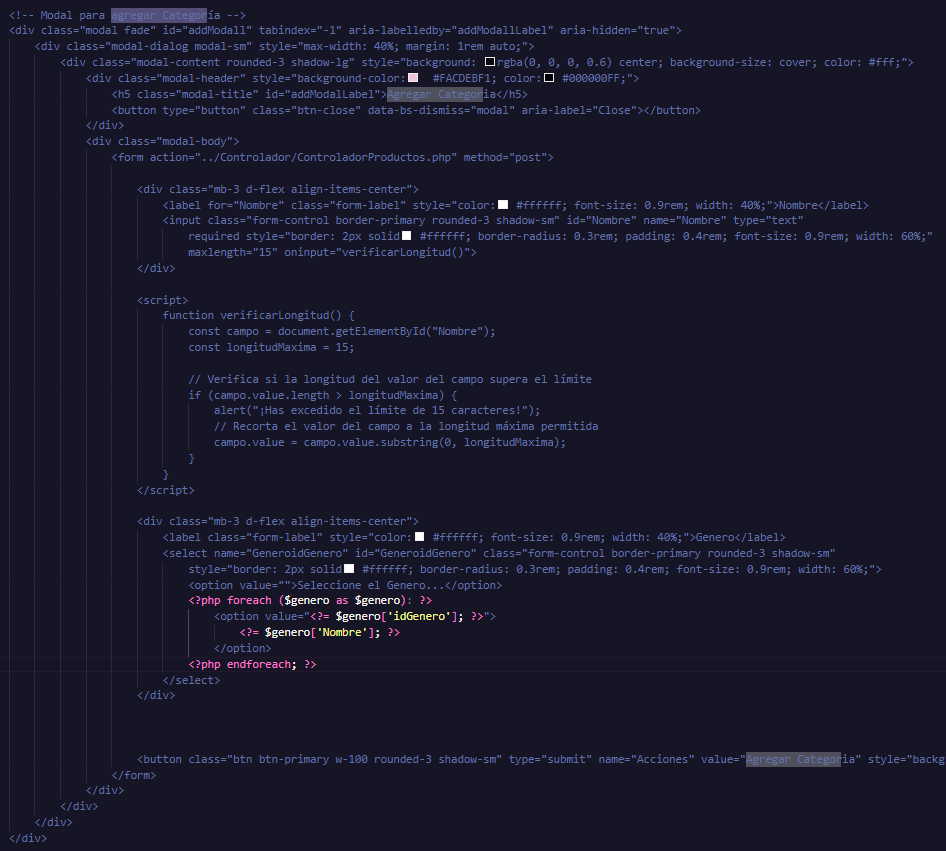 <!-- Modal para agregar Categoría -->
<div class="modal fade" id="addModall" tabindex="-1" aria-labelledby="addModallLabel" aria-hidden="true">
<div class="modal-dialog modal-sm" style="max-width: 40%; margin: 1rem auto;">
<div class="modal-content rounded-3 shadow-lg" style="background: rgba(0, 0, 0, 0.6) center; background-size: cover; color: #fff;">
<div class="modal-header" style="background-color: #FACDEBF1; color: #000000FF;">
<h5 class="modal-title" id="addModalLabel">Agregar Categoria</h5>
<button type="button" class="btn-close" data-bs-dismiss="modal" aria-label="Close"></button>
</div>
<div class="modal-body">
<form action="../Controlador/ControladorProductos.php" method="post">
<div class="mb-3 d-flex align-items-center">
<label for="Nombre" class="form-label" style="color: #ffffff; font-size: 0.9rem; width: 40%;">Nombre</label>
<input class="form-control border-primary rounded-3 shadow-sm" id="Nombre" name="Nombre" type="text"
required style="border: 2px solid #ffffff; border-radius: 0.3rem; padding: 0.4rem; font-size: 0.9rem; width: 60%;"
maxlength="15" oninput="verificarLongitud()">
</div>
<script>
function verificarLongitud() {
const campo = document.getElementById("Nombre");
const longitudMaxima = 15;
// Verifica si la longitud del valor del campo supera el límite
if (campo.value.length > longitudMaxima) {
alert("¡Has excedido el límite de 15 caracteres!");
// Recorta el valor del campo a la longitud máxima permitida
campo.value = campo.value.substring(0, longitudMaxima);
}
}
</script>
<div class="mb-3 d-flex align-items-center">
<label class="form-label" style="color: #ffffff; font-size: 0.9rem; width: 40%;">Genero</label>
<select name="GeneroidGenero" id="GeneroidGenero" class="form-control border-primary rounded-3 shadow-sm"
style="border: 2px solid #ffffff; border-radius: 0.3rem; padding: 0.4rem; font-size: 0.9rem; width: 60%;">
<option value="">Seleccione el Genero...</option>
<?php foreach ($genero as $genero): ?>
<option value="<?= $genero['idGenero']; ?>">
<?= $genero['Nombre']; ?>
</option>
<?php endforeach; ?>
</select>
</div>
<button class="btn btn-primary w-100 rounded-3 shadow-sm" type="submit" name="Acciones" value="Agregar Categoria" style="backg
</form>
</div>
</div>
</div>
</div>